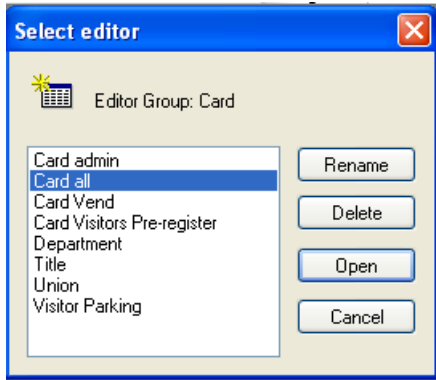 Select editor
Editor Group: Card
Card admin
Card all
Card Vend
Card Visitors Pre-register
Department
Title
Union
Visitor Parking
Rename
Delete
Open
Cancel